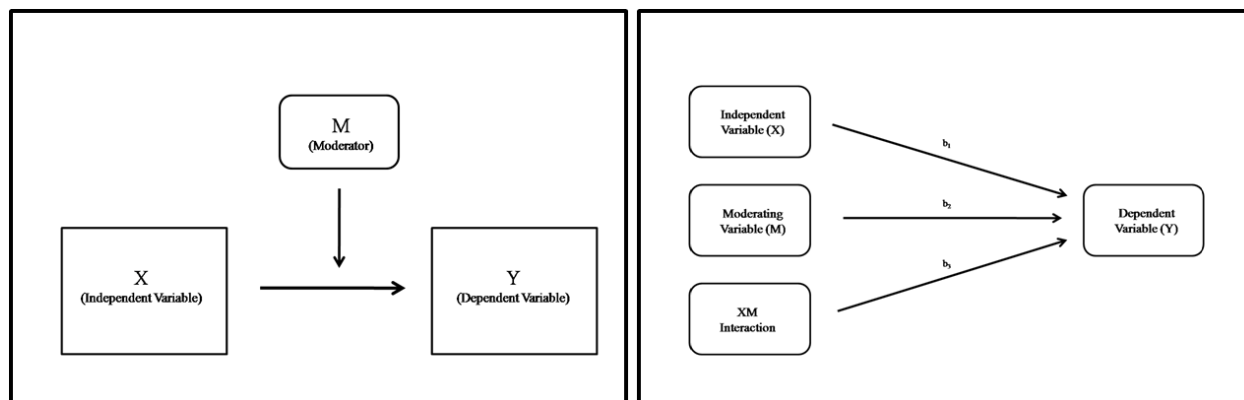 M
(Moderator)
X
(Independent Variable)
Y
(Dependent Variable)
Independent
Variable (X)
b₁
Moderating
Variable (M)
b₂
Dependent
Variable (Y)
b₃
XM
Interaction